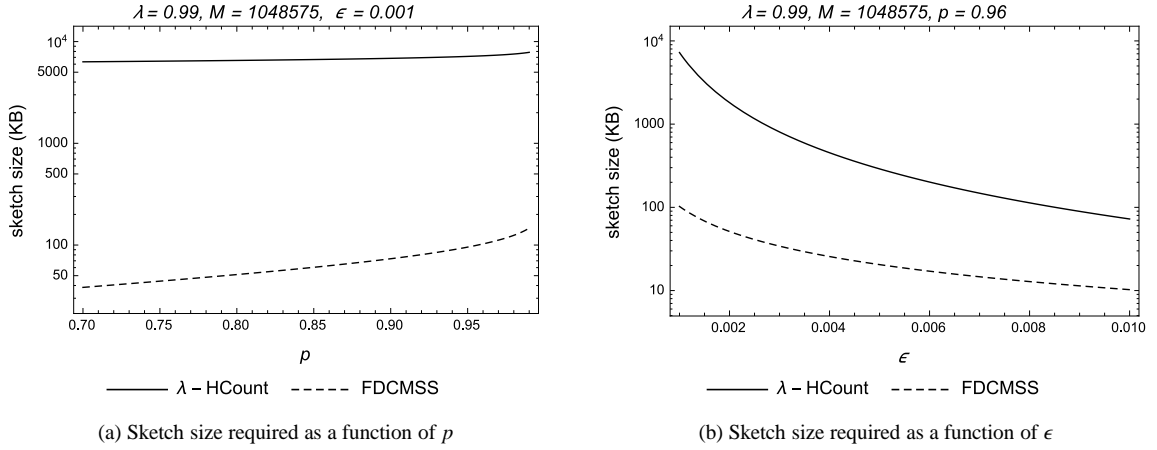 λ = 0.99, M = 1048575, ϵ = 0.001
10⁴
5000
1000
500
100
50
sketch size (KB)
0.70 0.75 0.80 0.85 0.90 0.95
p
λ – HCount FDCMSS
(a) Sketch size required as a function of p
λ = 0.99, M = 1048575, p = 0.96
10⁴
1000
100
10
sketch size (KB)
0.002 0.004 0.006 0.008 0.010
ϵ
λ – HCount FDCMSS
(b) Sketch size required as a function of ϵ